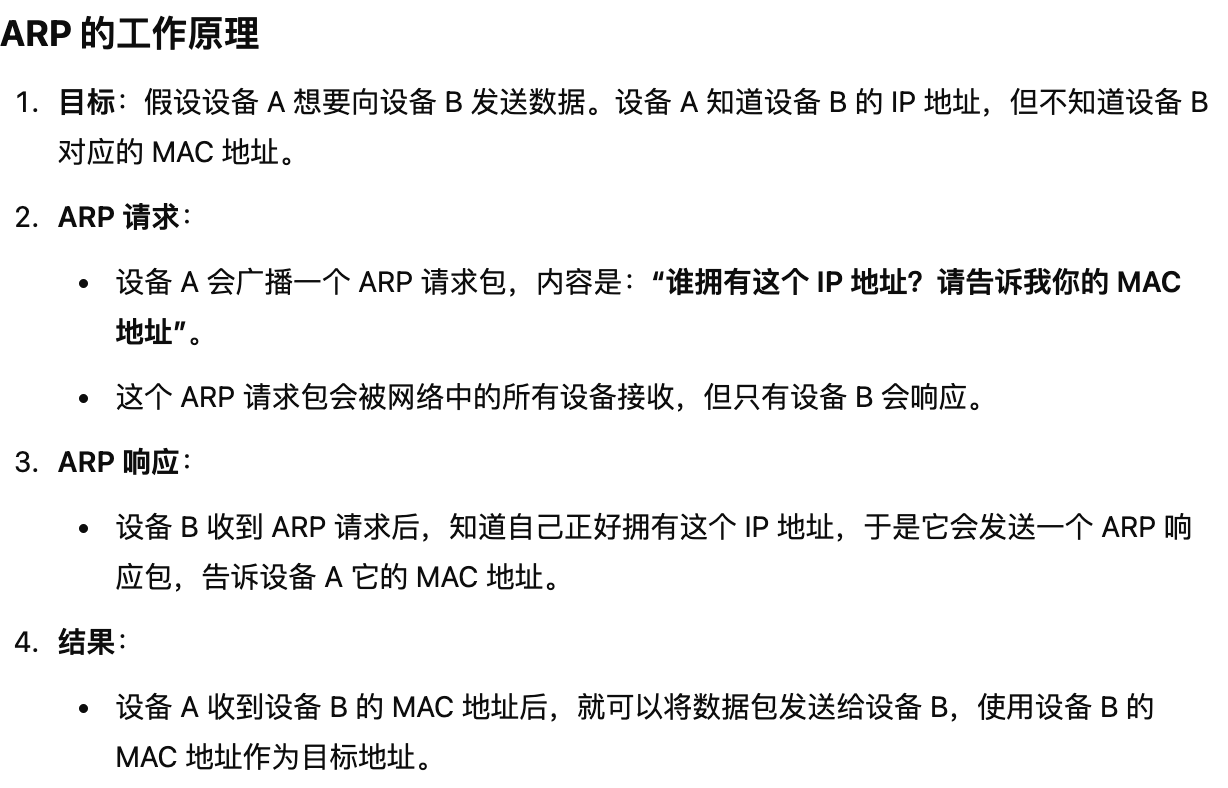 ARP 的工作原理
1. 目标：假设设备 A 想要向设备 B 发送数据。设备 A 知道设备 B 的 IP 地址，但不知道设备 B
对应的 MAC 地址。
2. ARP 请求：
• 设备 A 会广播一个 ARP 请求包，内容是：“谁拥有这个 IP 地址？请告诉我你的 MAC
地址”。
• 这个 ARP 请求包会被网络中的所有设备接收，但只有设备 B 会响应。
3. ARP 响应：
• 设备 B 收到 ARP 请求后，知道自己正好拥有这个 IP 地址，于是它会发送一个 ARP 响
应包，告诉设备 A 它的 MAC 地址。
4. 结果：
• 设备 A 收到设备 B 的 MAC 地址后，就可以将数据包发送给设备 B，使用设备 B 的
MAC 地址作为目标地址。